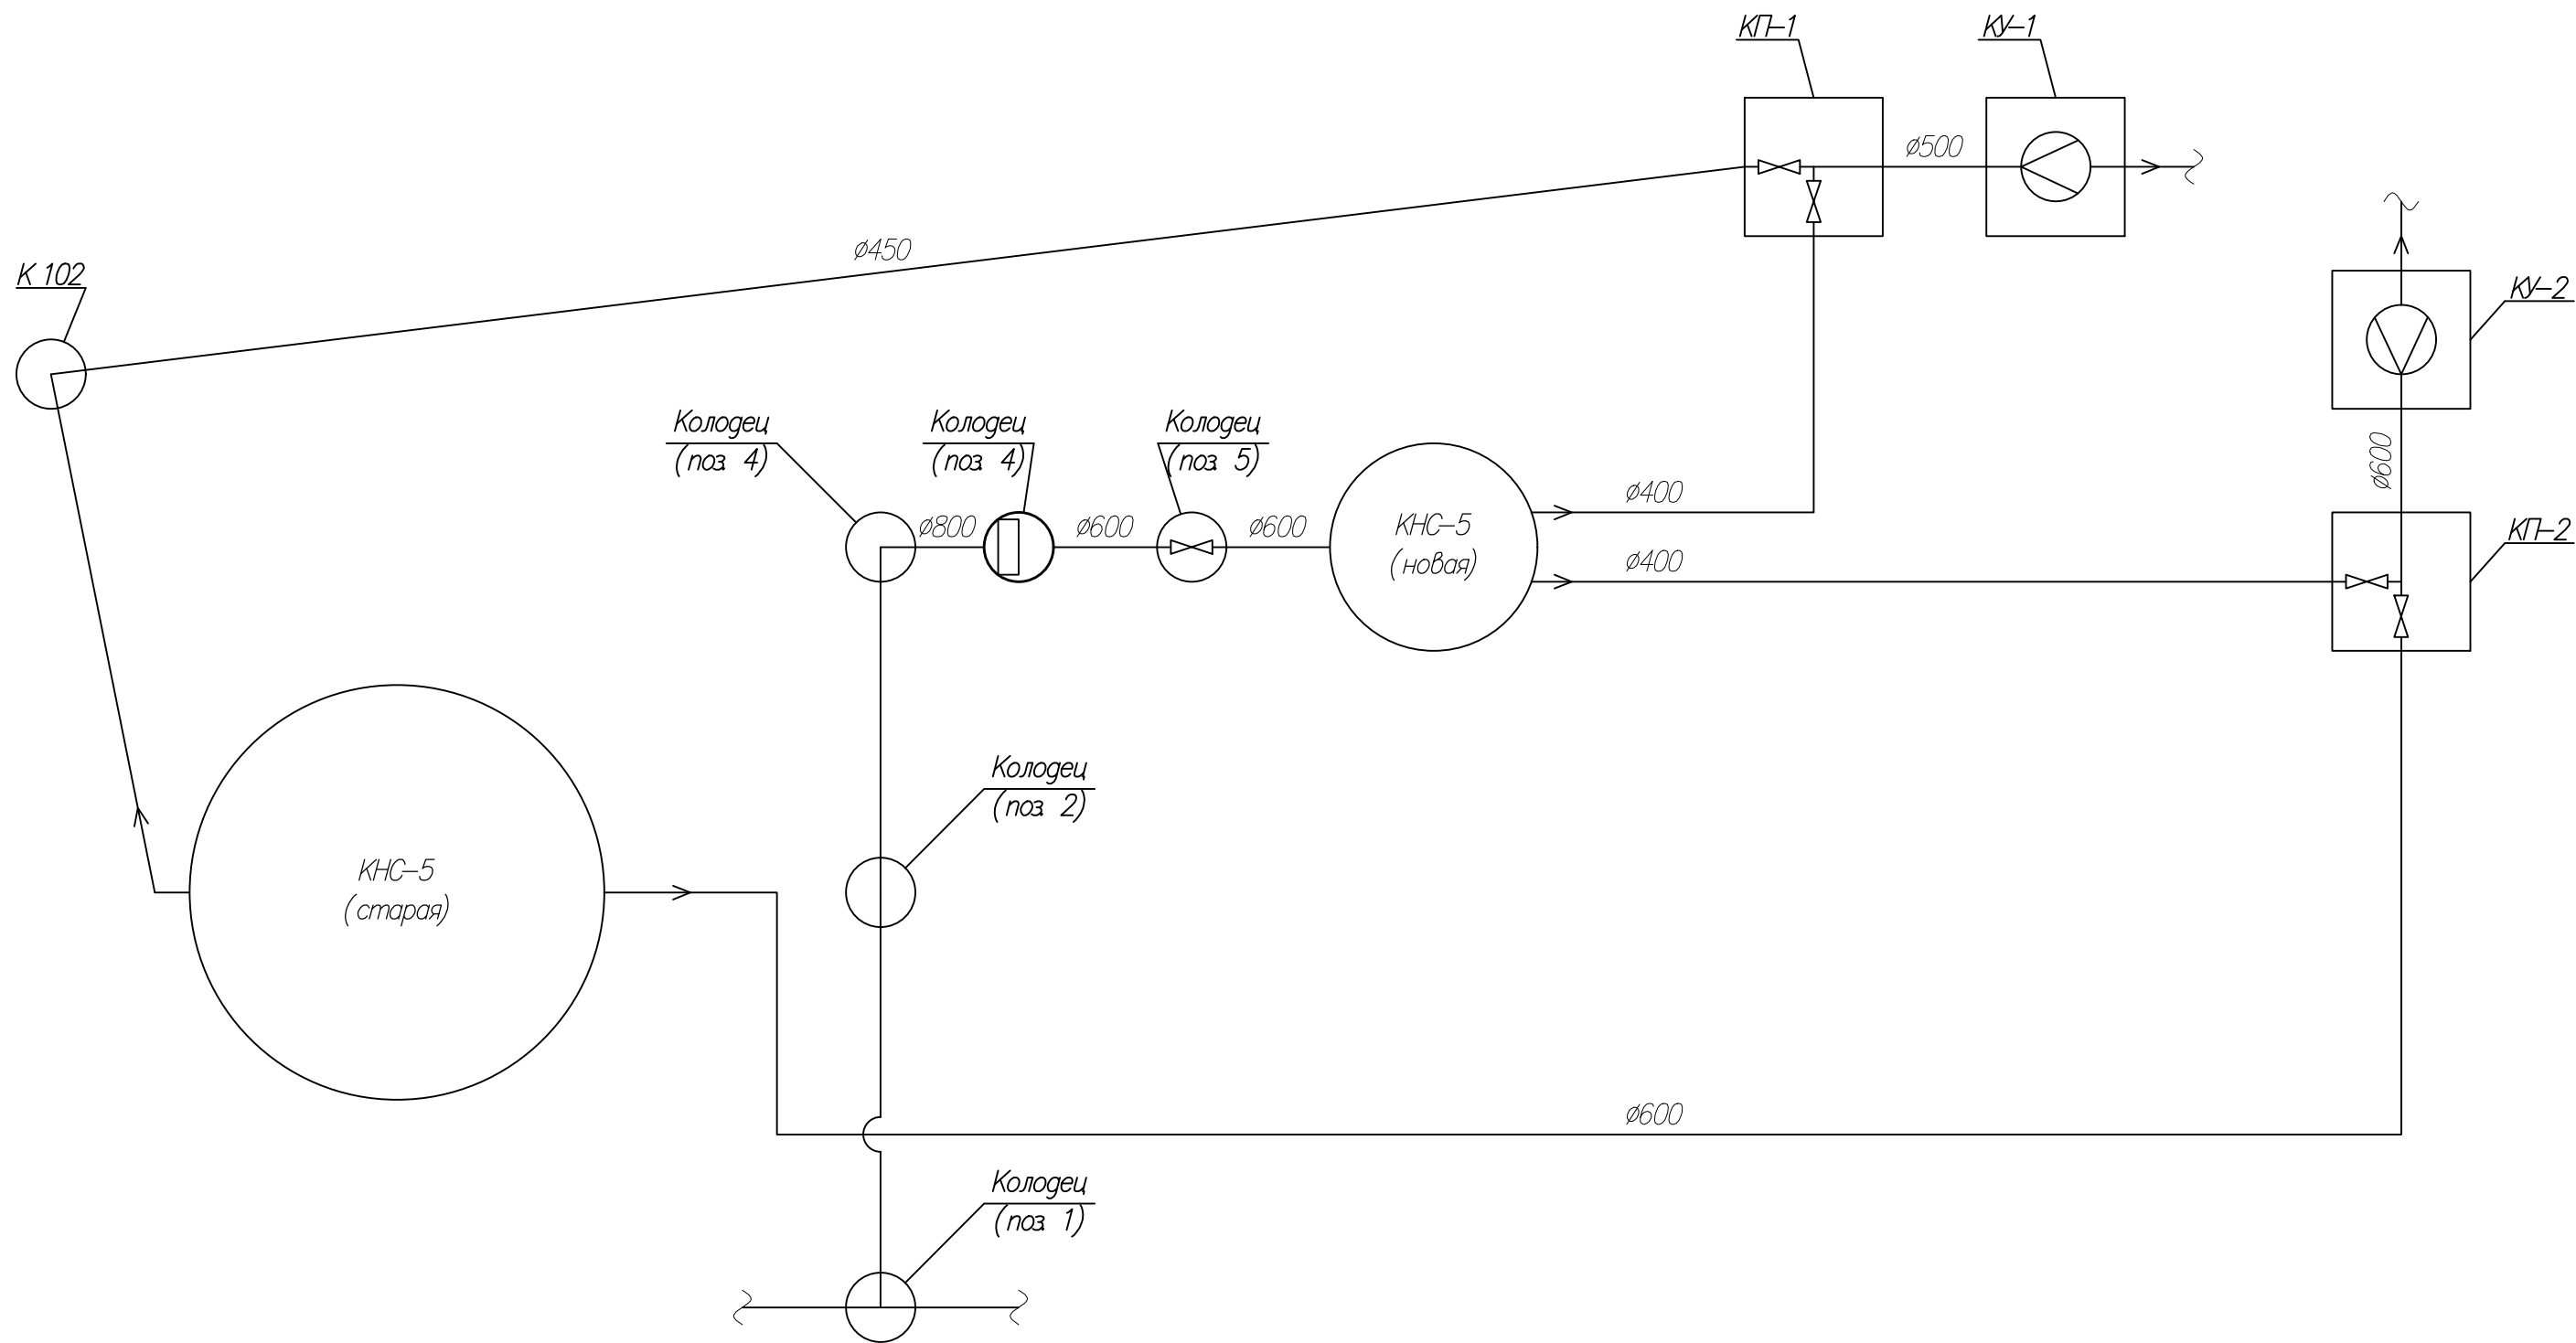 КП-1
КУ-1
ø500
ø450
К 102
КУ-2
Колодец
(поз. 4)
Колодец
(поз. 4)
Колодец
(поз. 5)
ø600
ø800
ø600
ø600
КНС-5
(новая)
ø400
ø400
КП-2
Колодец
(поз. 2)
КНС-5
(старая)
ø600
Колодец
(поз. 1)